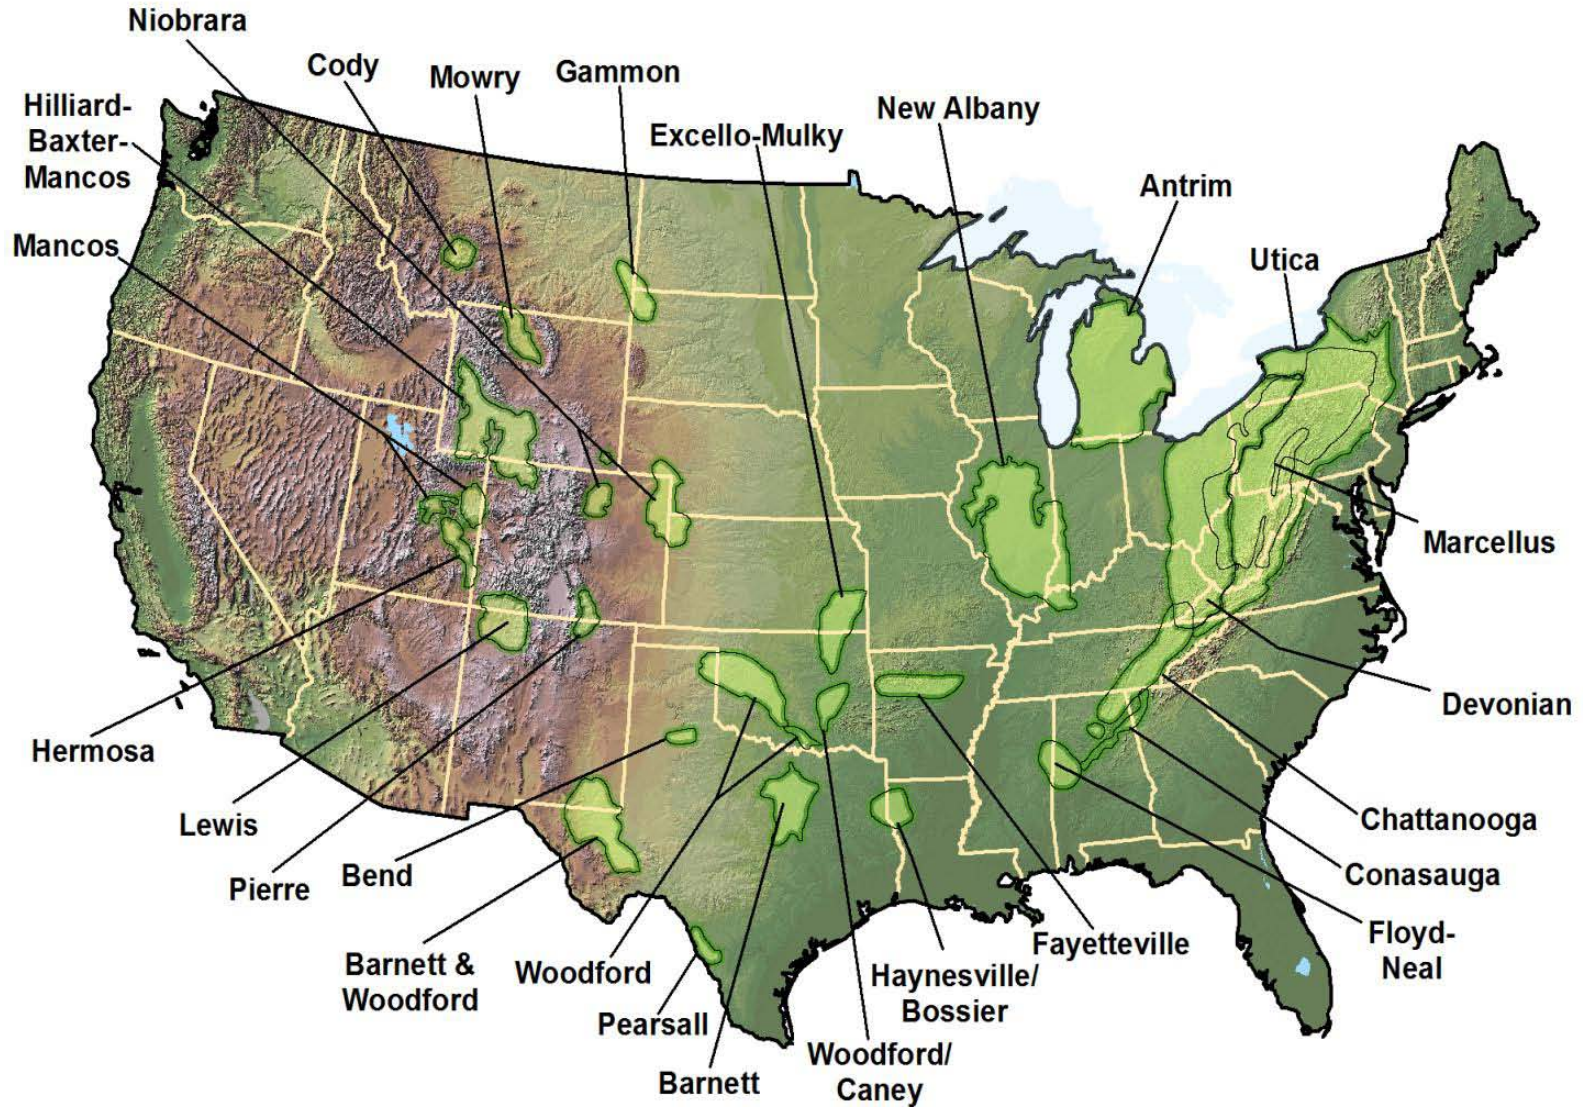 Niobrara
Cody
Mowry
Gammon
Hilliard-
Baxter-
Mancos
Excello-Mulky
New Albany
Antrim
Mancos
Utica
Marcellus
Devonian
Hermosa
Lewis
Chattanooga
Pierre
Bend
Conasauga
Barnett &
Woodford
Woodford
Pearsall
Barnett
Woodford/
Caney
Haynesville/
Bossier
Fayetteville
Floyd-
Neal